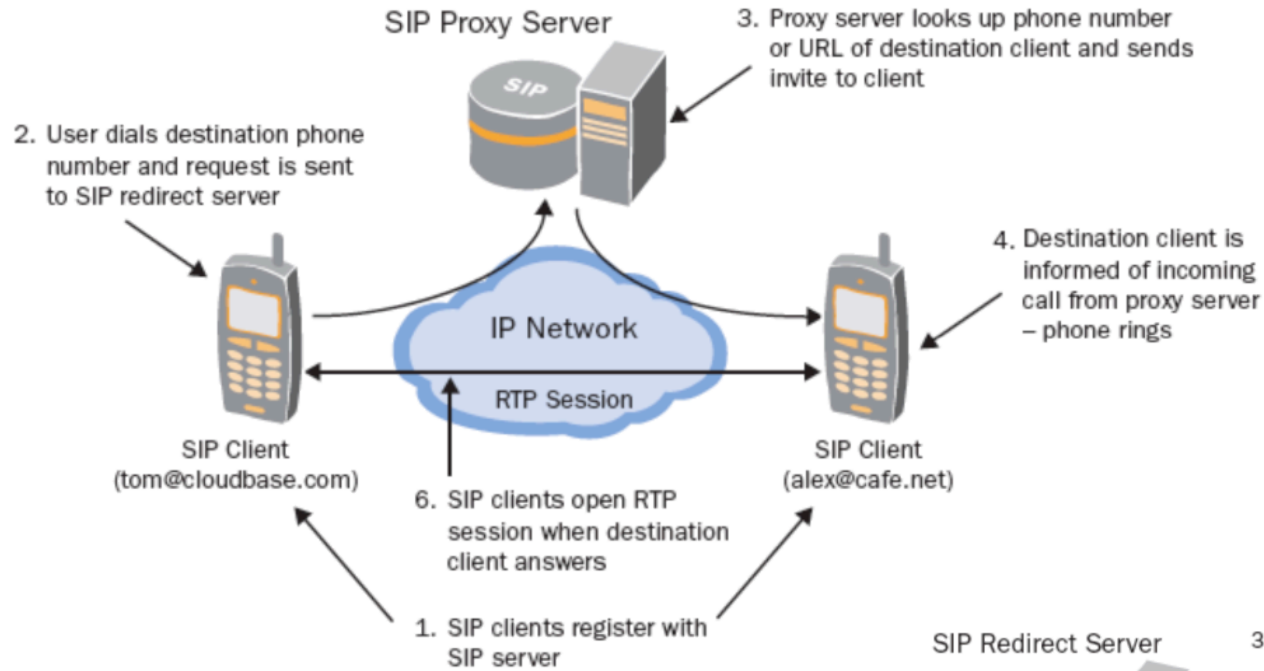 SIP Proxy Server
3. Proxy server looks up phone number
or URL of destination client and sends
invite to client
SIP
2. User dials destination phone
number and request is sent
to SIP redirect server
4. Destination client is
informed of incoming
call from proxy server
– phone rings
IP Network
RTP Session
SIP Client
(tom@cloudbase.com)
SIP Client
(alex@cafe.net)
6. SIP clients open RTP
session when destination
client answers
1. SIP clients register with
SIP server
SIP Redirect Server
3